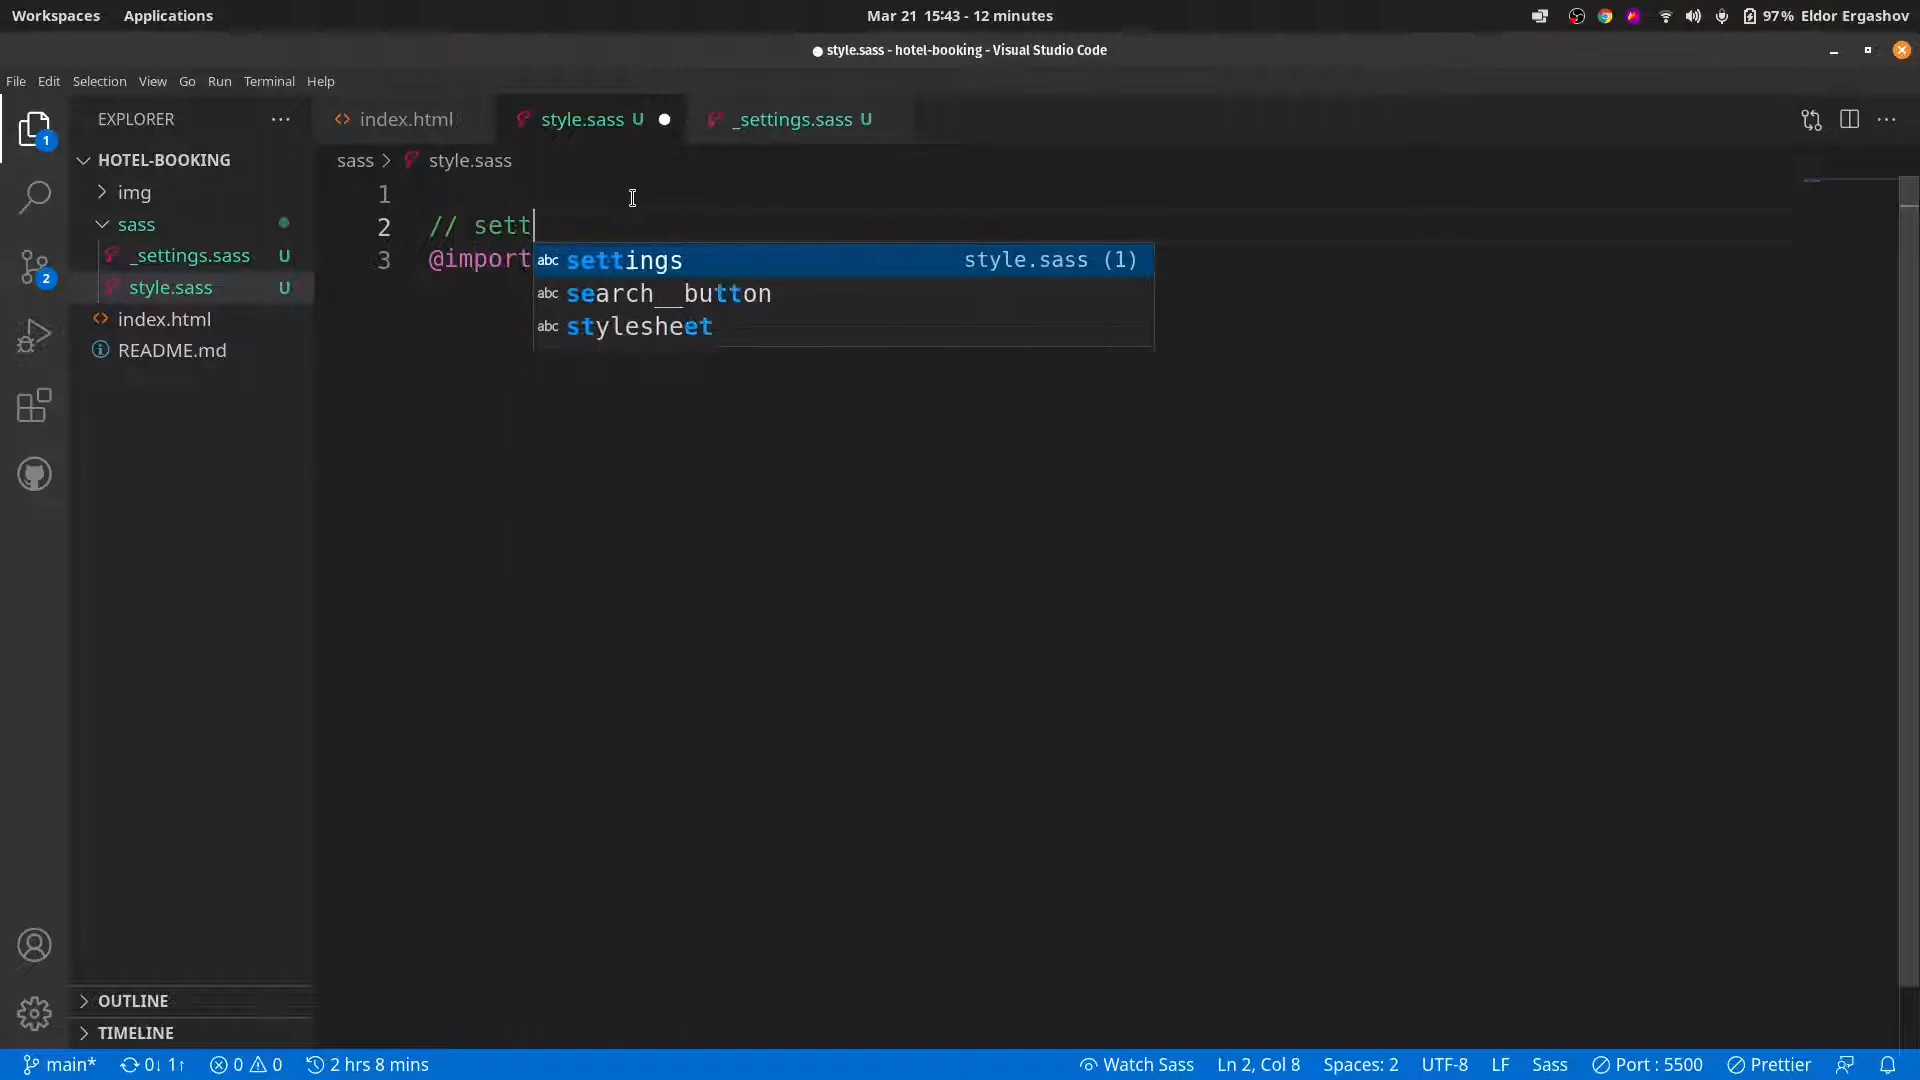 Workspaces Applications Mar 21 15:43 - 12 minutes 97% Eldor Ergashov
● style.sass - hotel-booking - Visual Studio Code
File Edit Selection View Go Run Terminal Help
EXPLORER ··· index.html style.sass U _settings.sass U ···
1
HOTEL-BOOKING sass > style.sass
img 1
sass 2 // sett
_settings.sass U 3 @import abc settings style.sass (1)
2
style.sass U abc search__button
index.html abc stylesheet
README.md
OUTLINE
TIMELINE
main* 0↓ 1↑ 0 0 2 hrs 8 mins Watch Sass Ln 2, Col 8 Spaces: 2 UTF-8 LF Sass Port : 5500 Prettier